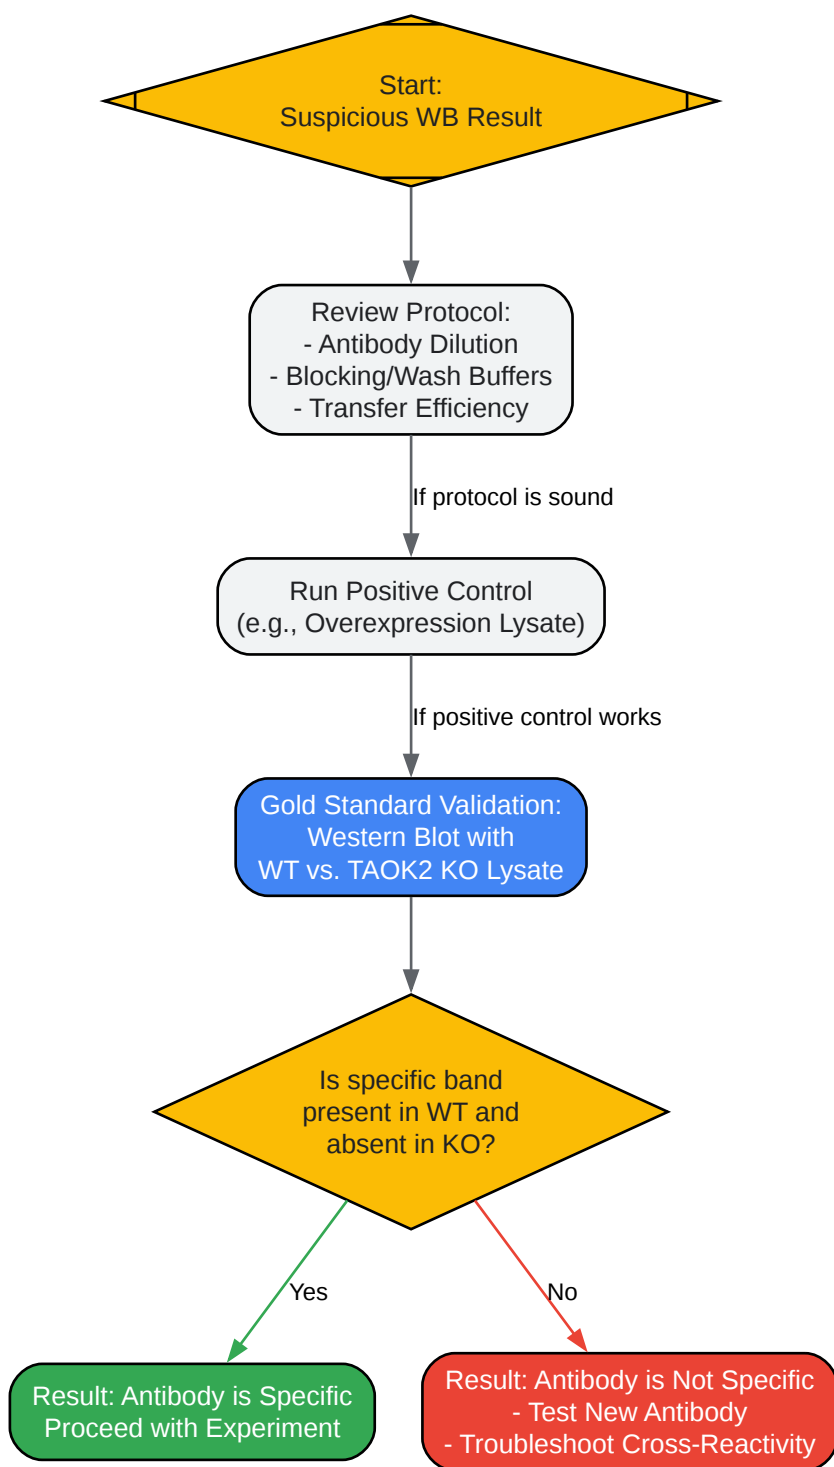 Start:
Suspicious WB Result
Review Protocol:
- Antibody Dilution
- Blocking/Wash Buffers
- Transfer Efficiency
If protocol is sound
Run Positive Control
(e.g., Overexpression Lysate)
If positive control works
Gold Standard Validation:
Western Blot with
WT vs. TAOK2 KO Lysate
Is specific band
present in WT and
absent in KO?
Yes
No
Result: Antibody is Specific
Proceed with Experiment
Result: Antibody is Not Specific
- Test New Antibody
- Troubleshoot Cross-Reactivity